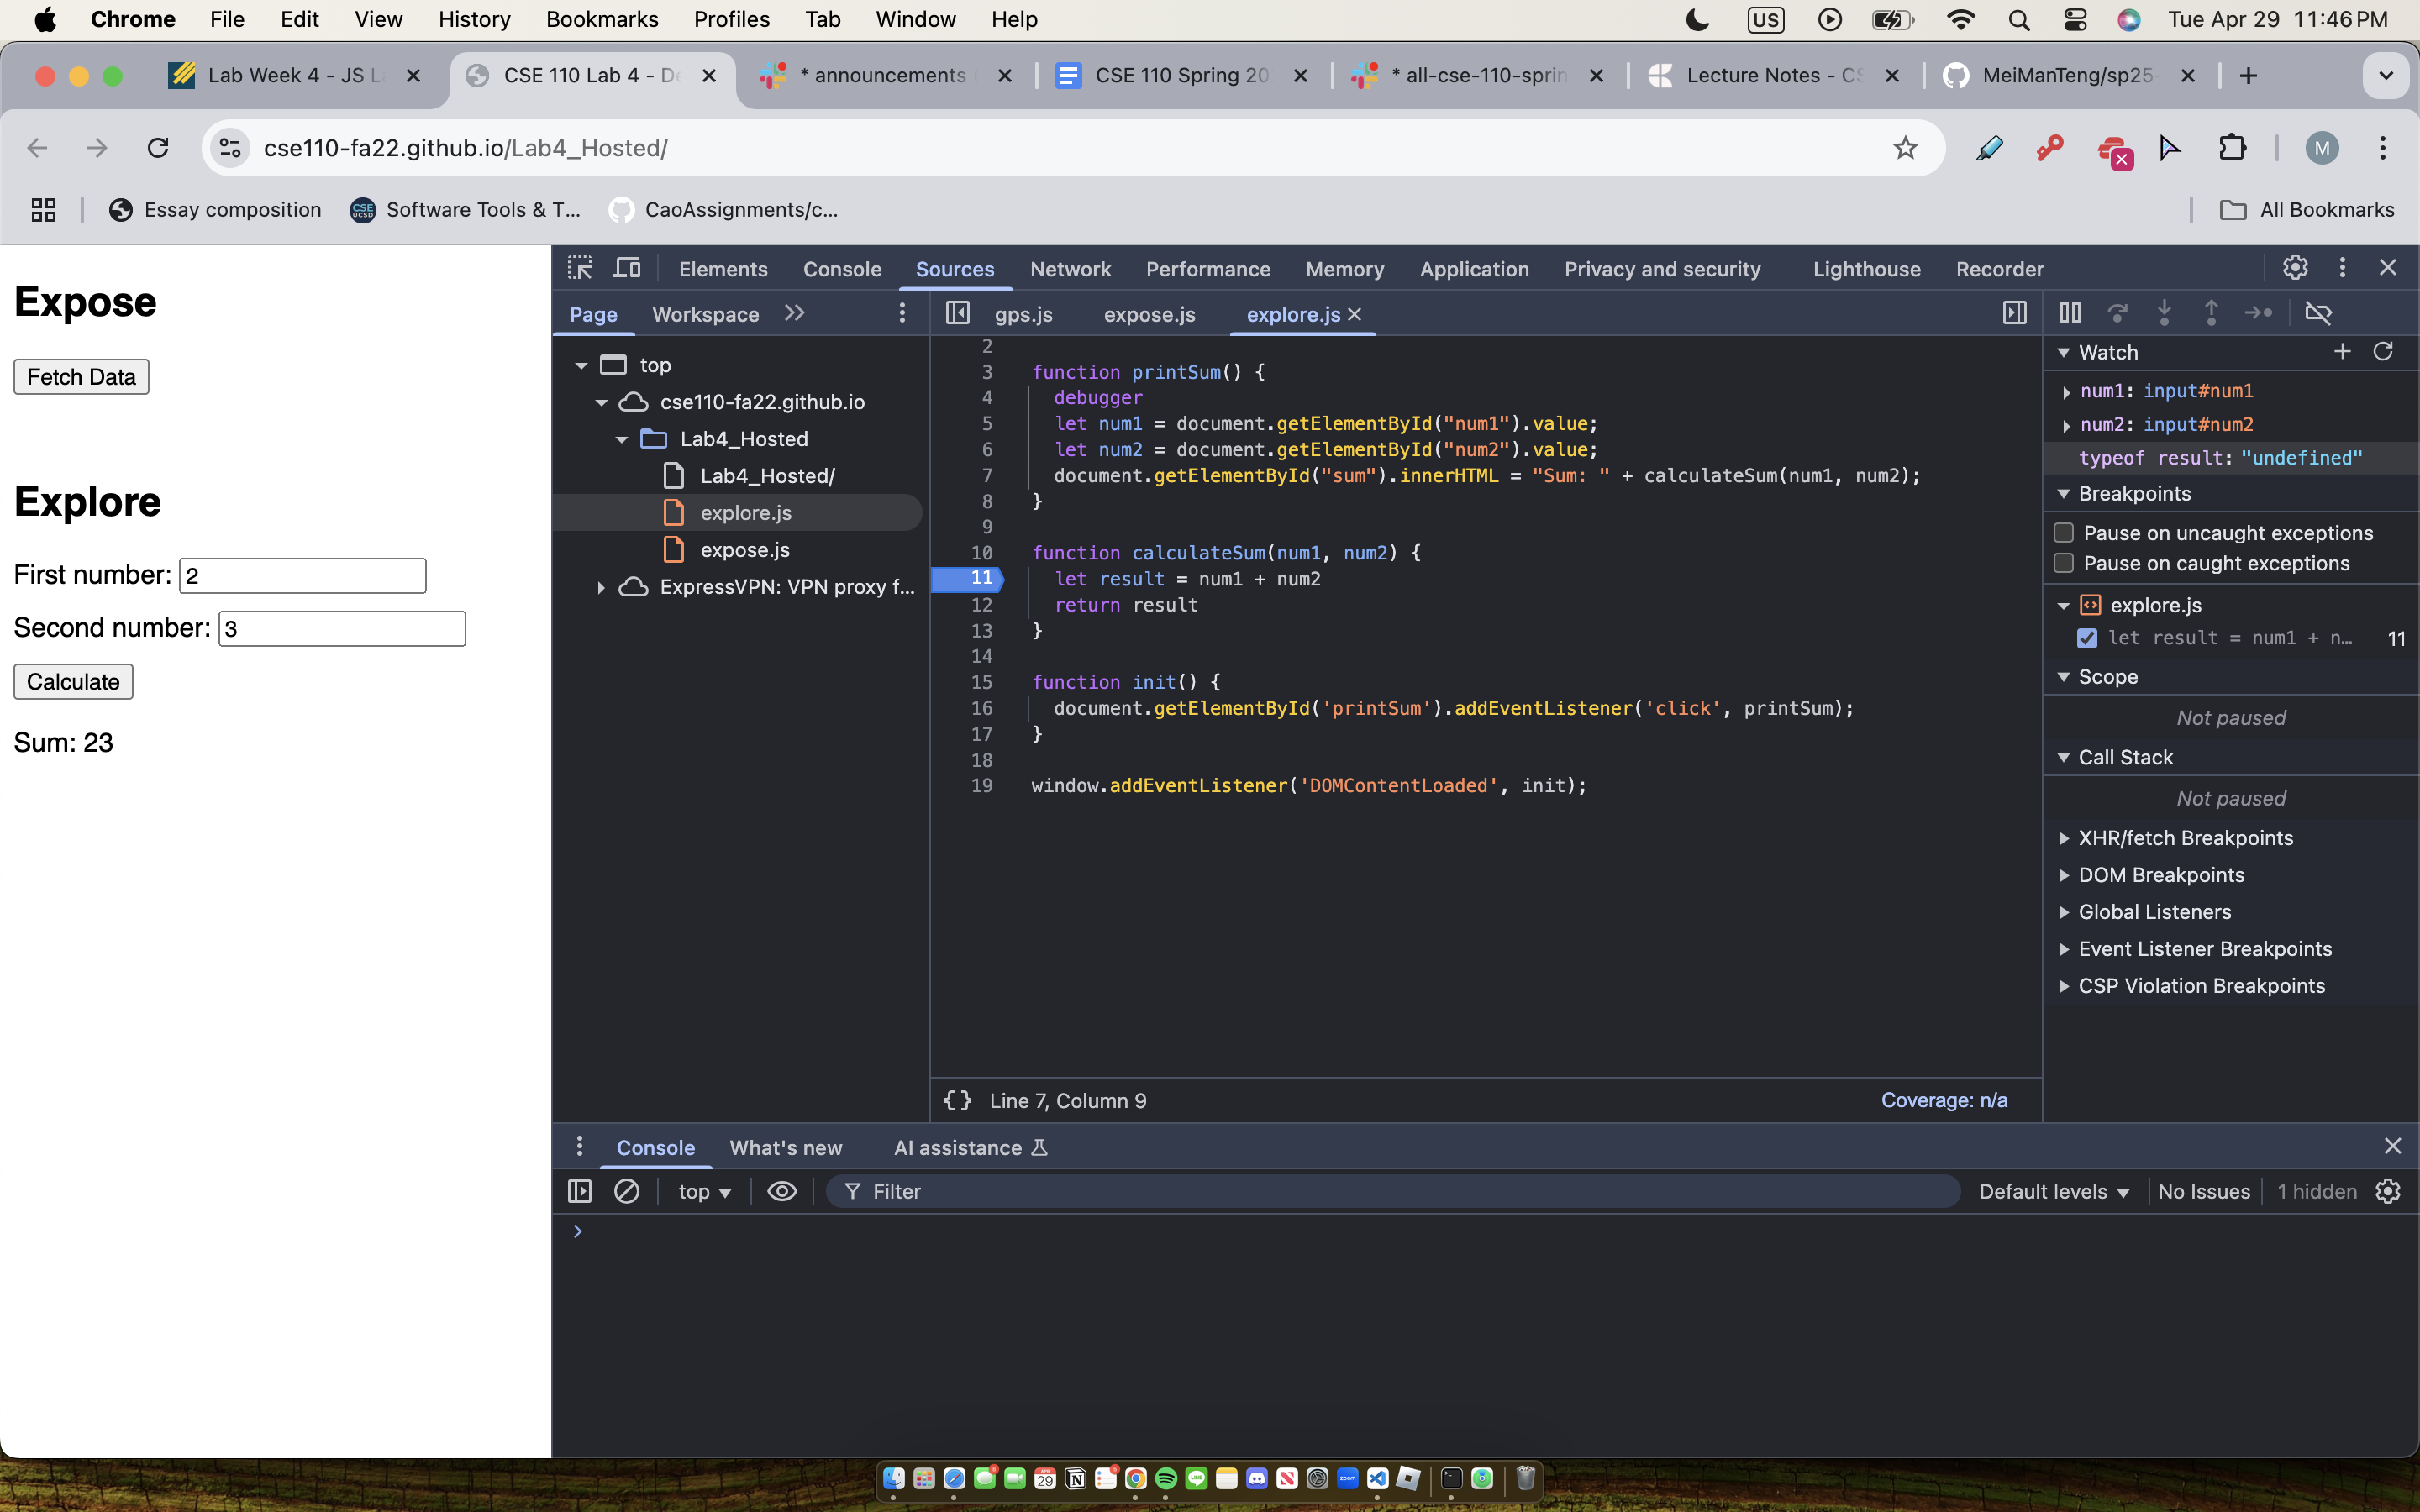 Chrome File Edit View History Bookmarks Profiles Tab Window Help US Tue Apr 29 11:46 PM
Lab Week 4 - JS L CSE 110 Lab 4 - De * announcements CSE 110 Spring 20 * all-cse-110-sprin Lecture Notes - CS MeiManTeng/sp25-
cse110-fa22.github.io/Lab4_Hosted/ M
Essay composition Software Tools & T... CaoAssignments/c... All Bookmarks
Expose
Fetch Data
Explore
First number: 2
Second number: 3
Calculate
Sum: 23
Elements Console Sources Network Performance Memory Application Privacy and security Lighthouse Recorder
Page Workspace
top
cse110-fa22.github.io
Lab4_Hosted
Lab4_Hosted/
explore.js
expose.js
ExpressVPN: VPN proxy f...
gps.js expose.js explore.js
2
3 function printSum() {
4 debugger
5 let num1 = document.getElementById("num1").value;
6 let num2 = document.getElementById("num2").value;
7 document.getElementById("sum").innerHTML = "Sum: " + calculateSum(num1, num2);
8 }
9
10 function calculateSum(num1, num2) {
11 let result = num1 + num2
12 return result
13 }
14
15 function init() {
16 document.getElementById('printSum').addEventListener('click', printSum);
17 }
18
19 window.addEventListener('DOMContentLoaded', init);
{ } Line 7, Column 9 Coverage: n/a
Watch
num1: input#num1
num2: input#num2
typeof result: "undefined"
Breakpoints
Pause on uncaught exceptions
Pause on caught exceptions
explore.js
let result = num1 + n… 11
Scope
Not paused
Call Stack
Not paused
XHR/fetch Breakpoints
DOM Breakpoints
Global Listeners
Event Listener Breakpoints
CSP Violation Breakpoints
Console What's new AI assistance
top Filter Default levels No Issues 1 hidden
>
zoom